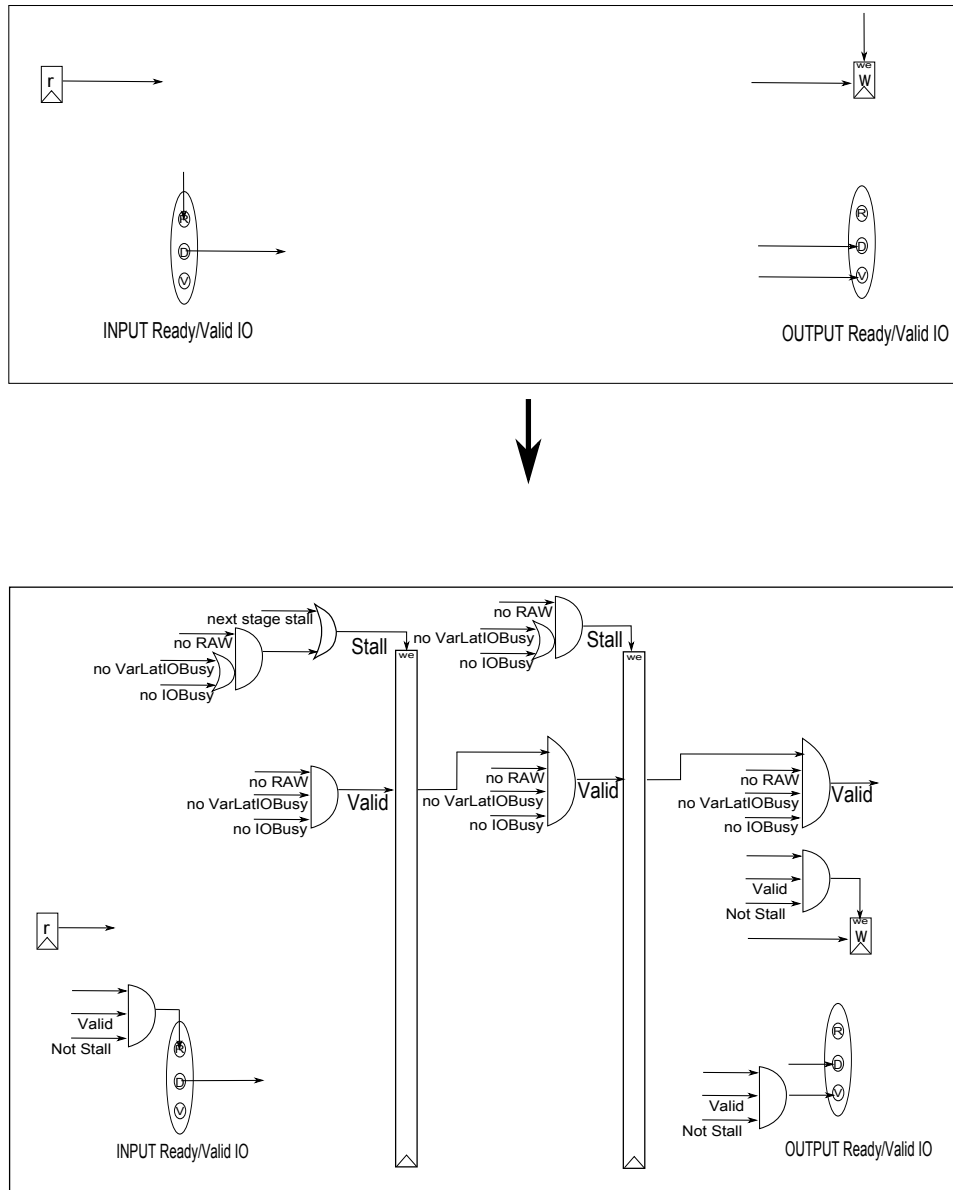 we
r
W
R
D
V
INPUT Ready/Valid IO
R
D
V
OUTPUT Ready/Valid IO
next stage stall
no RAW
no VarLatIOBusy
no IOBusy
Stall
we
no RAW
no VarLatIOBusy
no IOBusy
Stall
we
no RAW
no VarLatIOBusy
no IOBusy
Valid
no RAW
no VarLatIOBusy
no IOBusy
Valid
no RAW
no VarLatIOBusy
no IOBusy
Valid
Valid
Not Stall
we
W
r
Valid
Not Stall
R
D
V
INPUT Ready/Valid IO
Valid
Not Stall
R
D
V
OUTPUT Ready/Valid IO